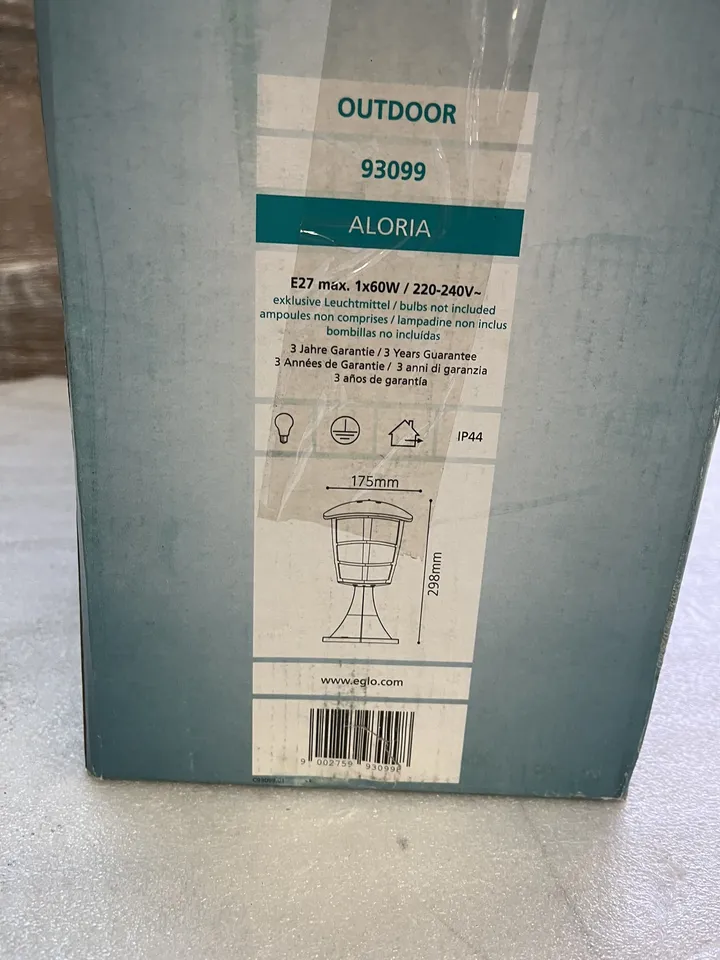 OUTDOOR
93099
ALORIA
E27 max. 1x60W / 220-240V~
exklusive Leuchtmittel / bulbs not included
ampoules non comprises / lampadine non inclus
bombillas no incluídas
3 Jahre Garantie / 3 Years Guarantee
3 Années de Garantie / 3 anni di garanzia
3 años de garantía
IP44
175mm
298mm
www.eglo.com
9 002759 930998